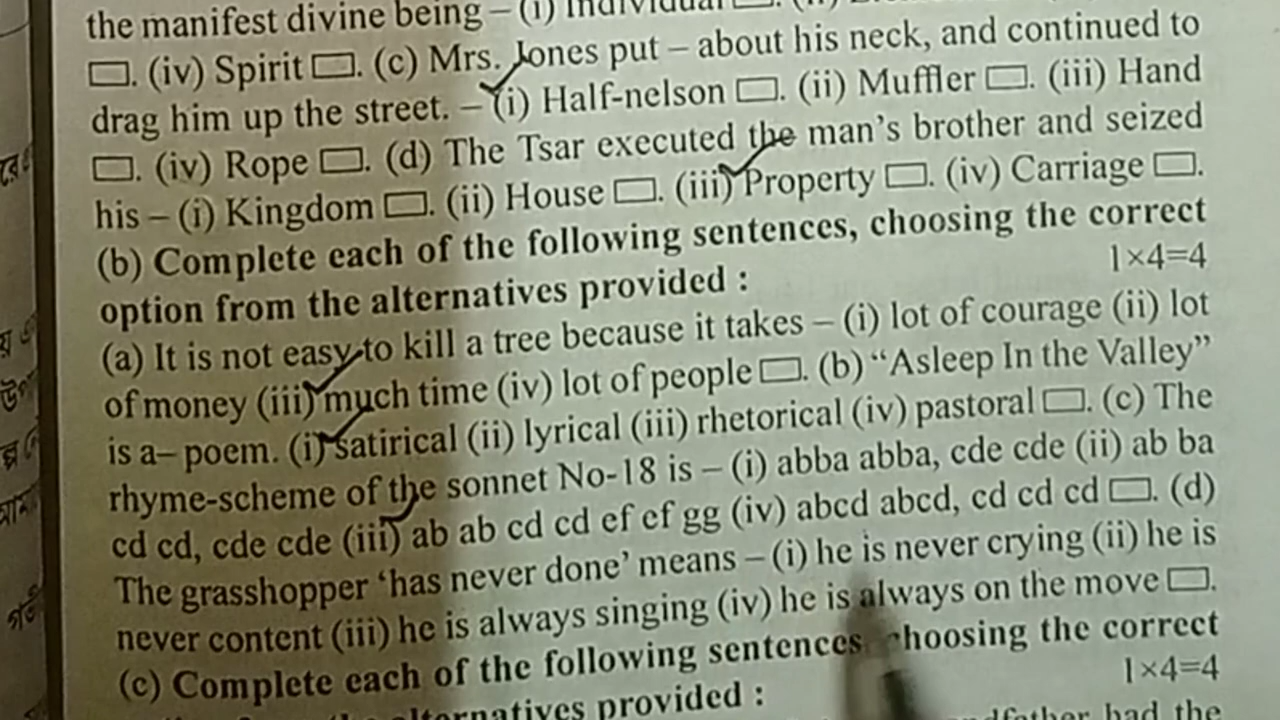 the manifest divine being – (i) Individual
▭. (iv) Spirit ▭. (c) Mrs. Jones put – about his neck, and continued to
drag him up the street. – (i) Half-nelson ▭. (ii) Muffler ▭. (iii) Hand
▭. (iv) Rope ▭. (d) The Tsar executed the man's brother and seized
his – (i) Kingdom ▭. (ii) House ▭. (iii) Property ▭. (iv) Carriage ▭.
(b) Complete each of the following sentences, choosing the correct
option from the alternatives provided : 1×4=4
(a) It is not easy to kill a tree because it takes – (i) lot of courage (ii) lot
of money (iii) much time (iv) lot of people ▭. (b) “Asleep In the Valley”
is a– poem. (i) satirical (ii) lyrical (iii) rhetorical (iv) pastoral ▭. (c) The
rhyme-scheme of the sonnet No-18 is – (i) abba abba, cde cde (ii) ab ba
cd cd, cde cde (iii) ab ab cd cd ef ef gg (iv) abcd abcd, cd cd cd ▭. (d)
The grasshopper ‘has never done’ means – (i) he is never crying (ii) he is
never content (iii) he is always singing (iv) he is always on the move ▭.
(c) Complete each of the following sentences choosing the correct
alternatives provided : 1×4=4
had the